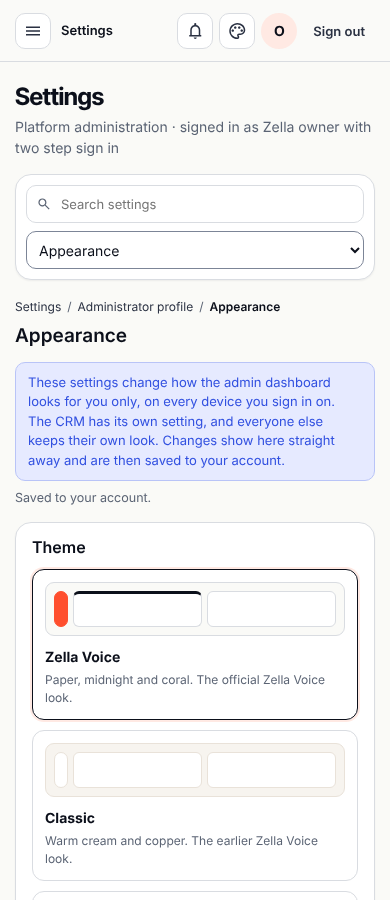 Settings
O
Sign out
Settings
Platform administration · signed in as Zella owner with
two step sign in
Search settings
Appearance
Settings / Administrator profile / Appearance
Appearance
These settings change how the admin dashboard
looks for you only, on every device you sign in on.
The CRM has its own setting, and everyone else
keeps their own look. Changes show here straight
away and are then saved to your account.
Saved to your account.
Theme
Zella Voice
Paper, midnight and coral. The official Zella Voice
look.
Classic
Warm cream and copper. The earlier Zella Voice
look.